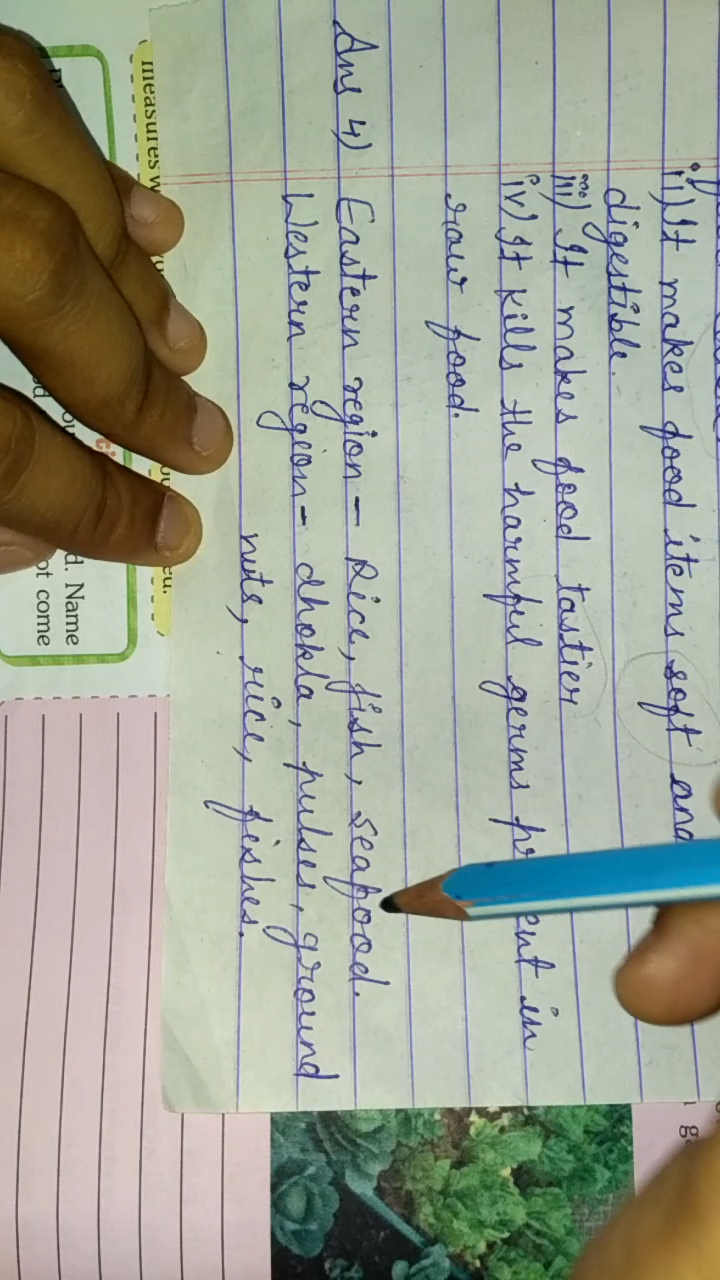 ii) It makes food items soft and
digestible.
iii) It makes food tastier
iv) It kills the harmful germs in
raw food.
Ans 4) Eastern region - Rice, fish, seafood.
Western region - dhokla, pulses, ground
nuts, rice, fishes.
measures
d. Name
ot come